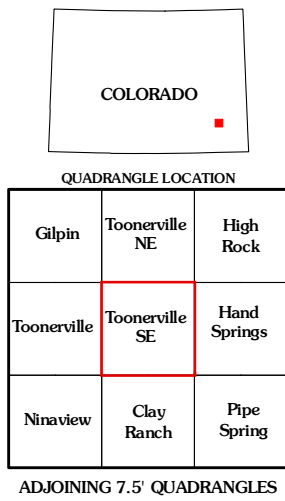 COLORADO
QUADRANGLE LOCATION
Gilpin
Toonerville
NE
High
Rock
Toonerville
Toonerville
SE
Hand
Springs
Ninaview
Clay
Ranch
Pipe
Spring
ADJOINING 7.5' QUADRANGLES